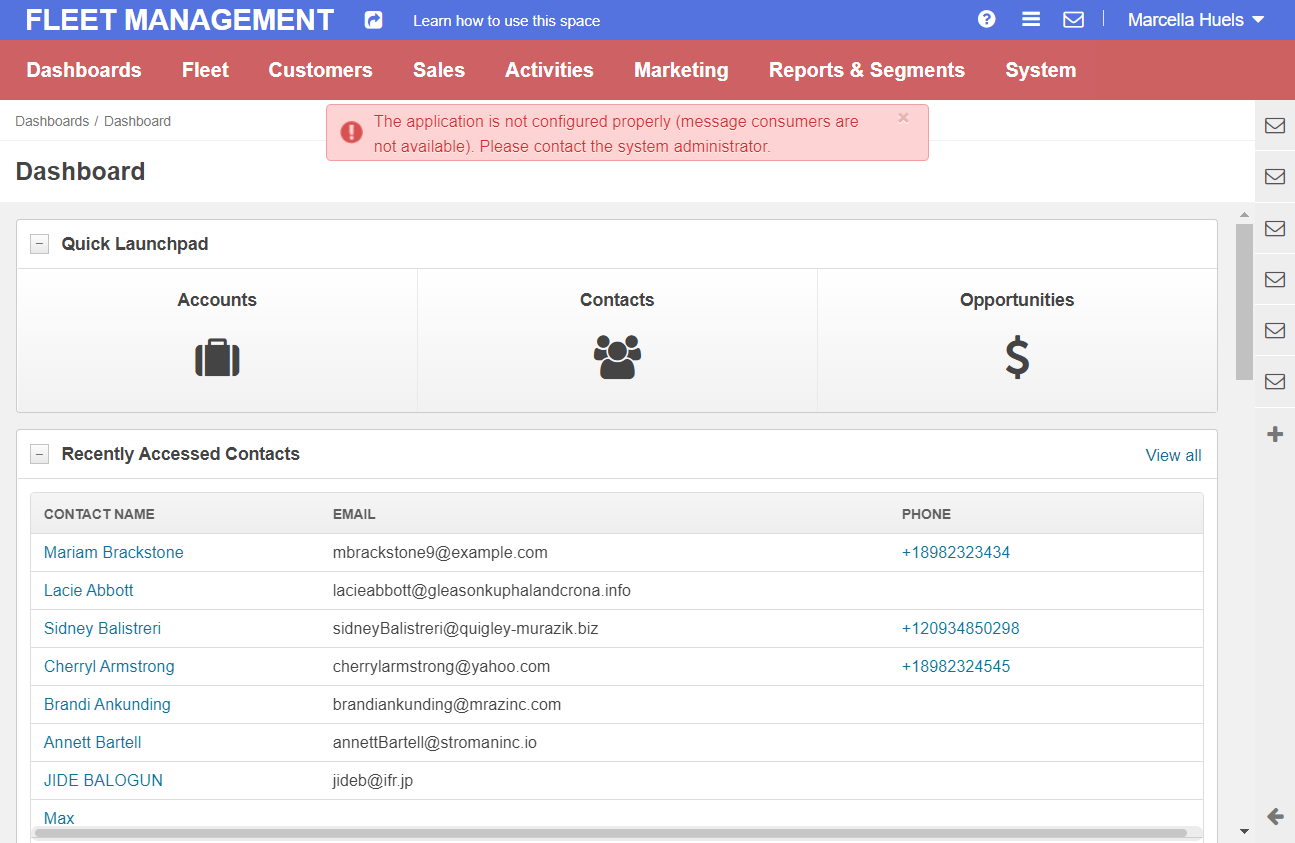 FLEET MANAGEMENT
Learn how to use this space
Marcella Huels
Dashboards
Fleet
Customers
Sales
Activities
Marketing
Reports & Segments
System
Dashboards / Dashboard
The application is not configured properly (message consumers are
not available). Please contact the system administrator.
×
Dashboard
Quick Launchpad
Accounts
Contacts
Opportunities
Recently Accessed Contacts
View all
CONTACT NAME EMAIL PHONE
Mariam Brackstone mbrackstone9@example.com +18982323434
Lacie Abbott lacieabbott@gleasonkuphalandcrona.info
Sidney Balistreri sidneyBalistreri@quigley-murazik.biz +120934850298
Cherryl Armstrong cherrylarmstrong@yahoo.com +18982324545
Brandi Ankunding brandiankunding@mrazinc.com
Annett Bartell annettBartell@stromaninc.io
JIDE BALOGUN jideb@ifr.jp
Max